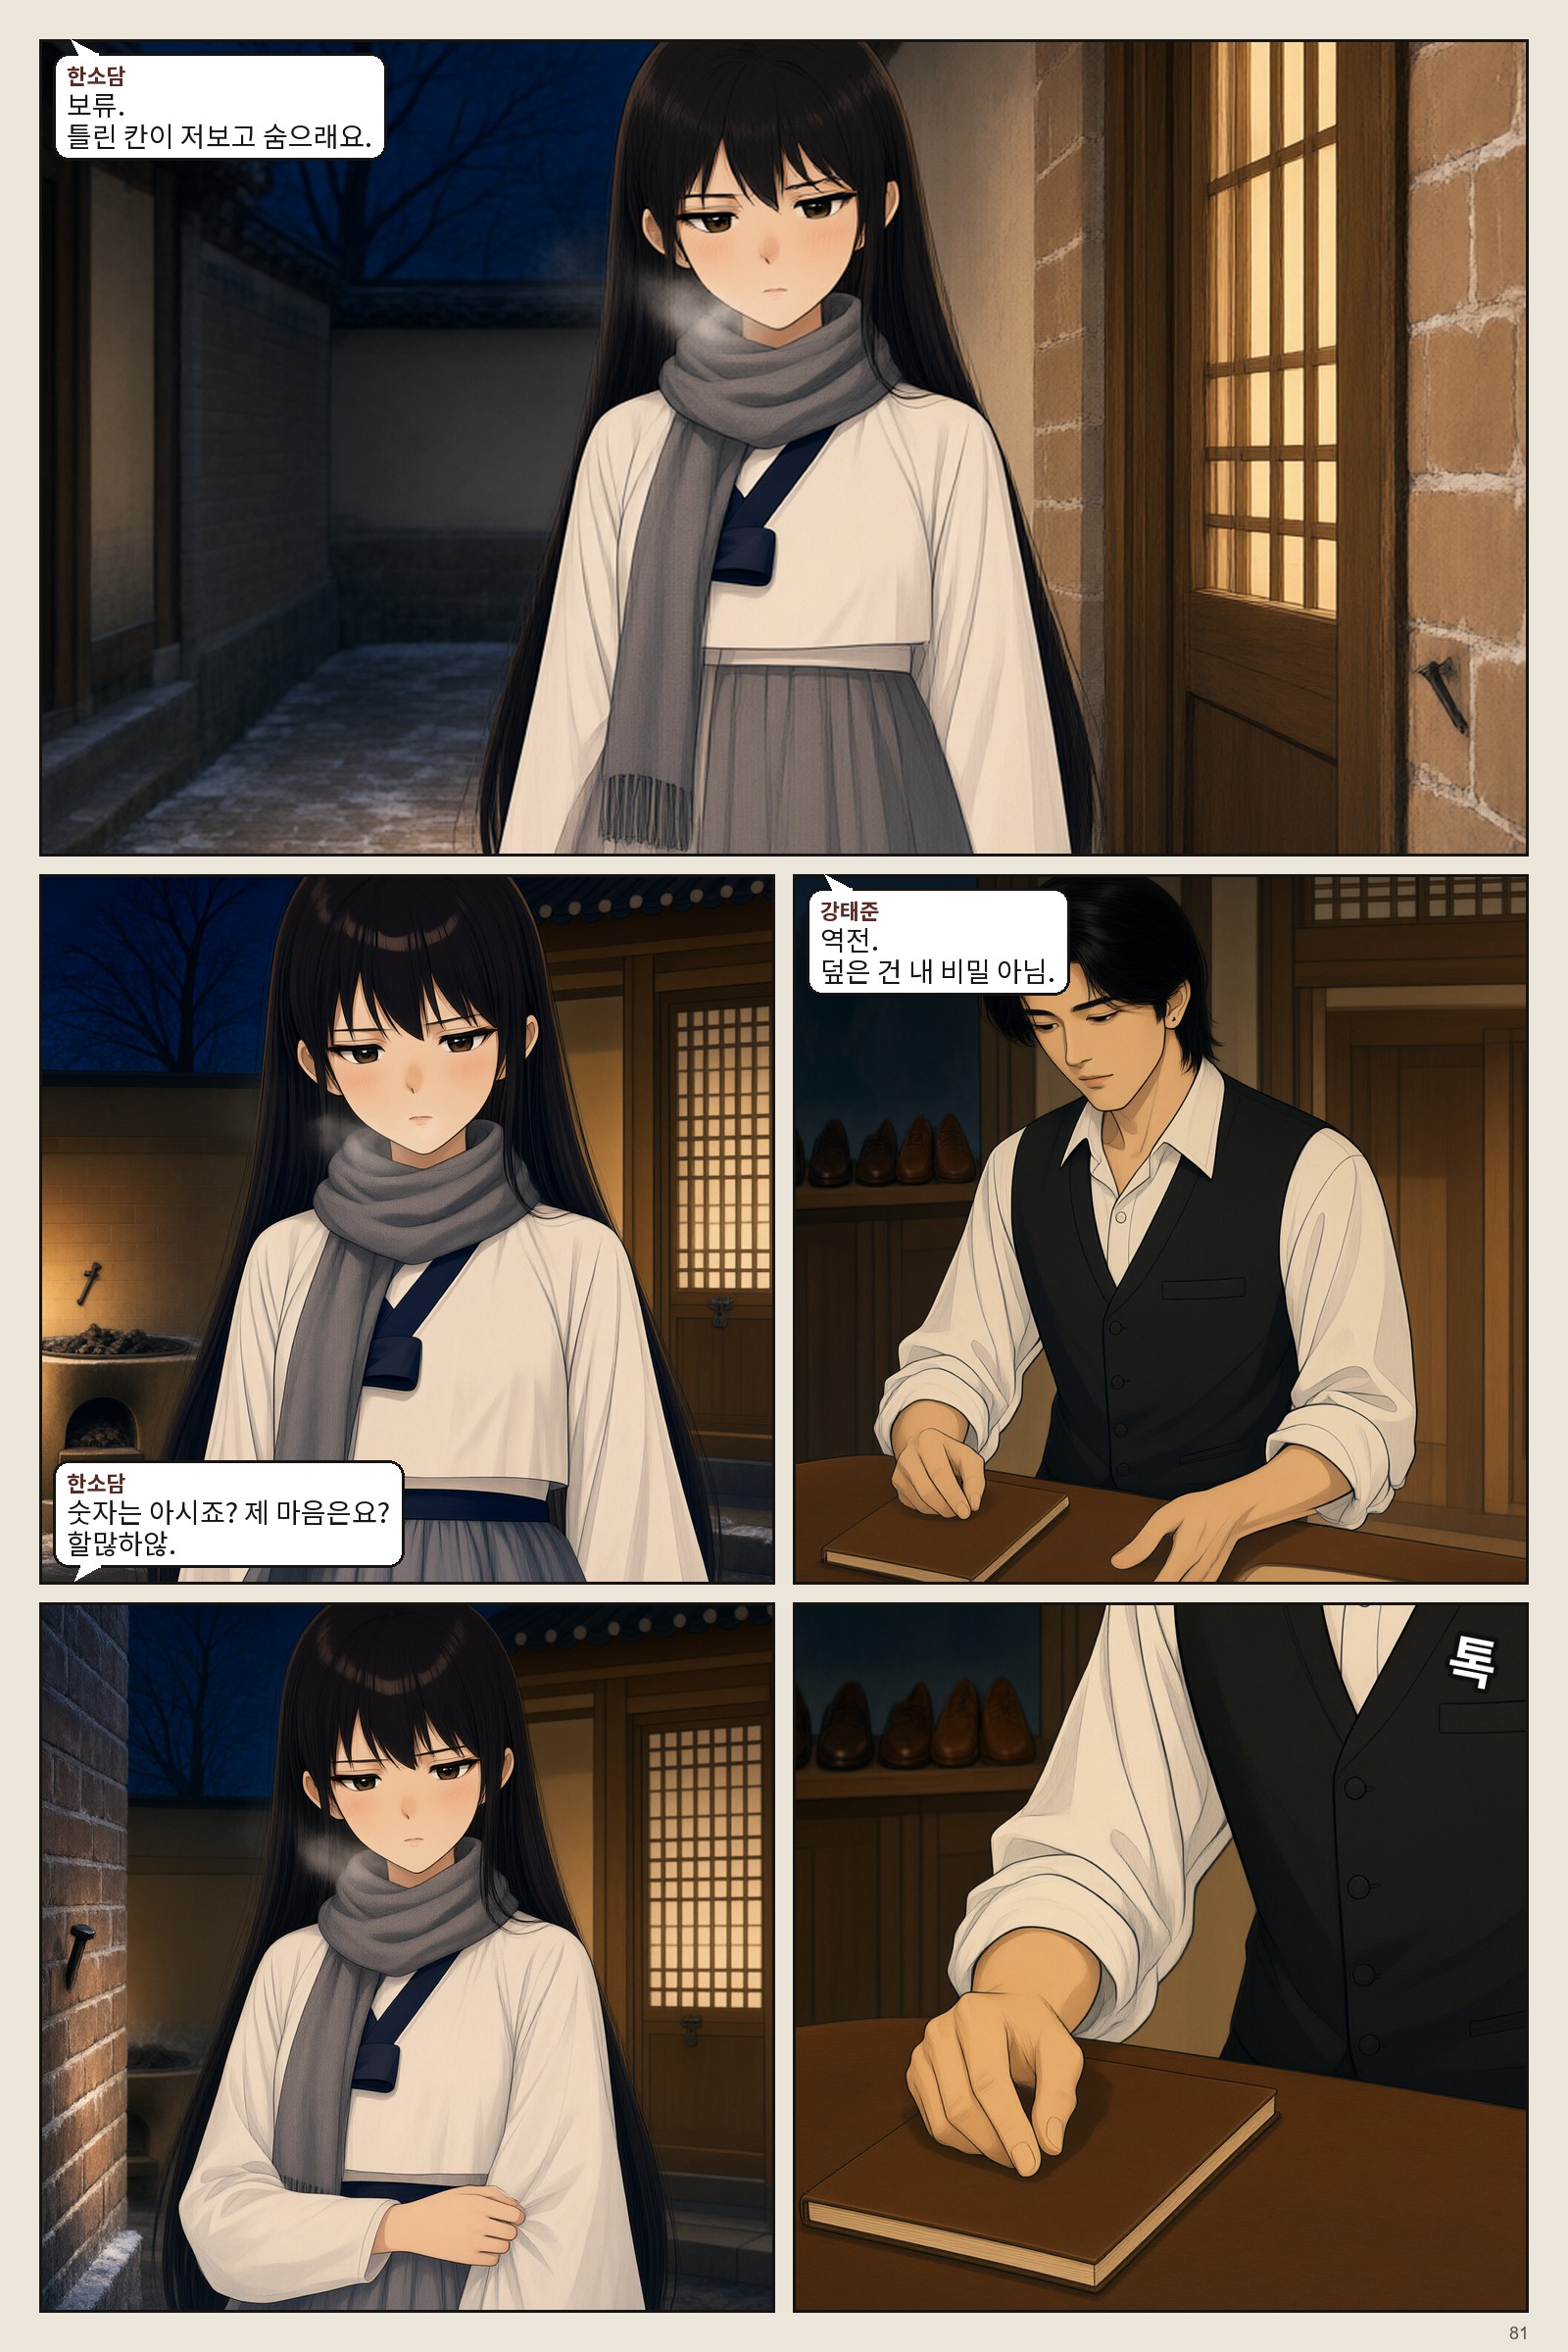 한소담
보류.
틀린 칸이 저보고 숨으래요.
한소담
숫자는 아시죠? 제 마음은요?
할많하않.
강태준
역전.
덮은 건 내 비밀 아님.
톡
81